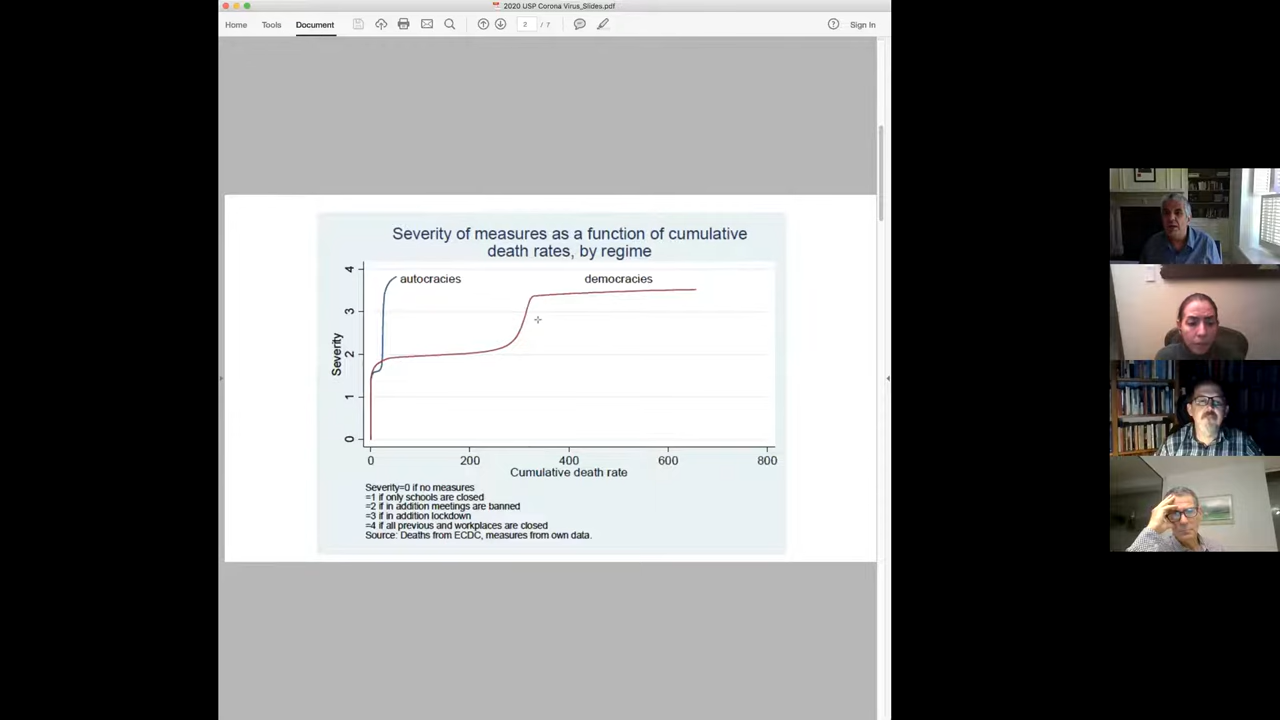 2020 USP Corona Virus_Slides.pdf
Home Tools Document 2 / 7 Sign In
Severity of measures as a function of cumulative
death rates, by regime
4
autocracies democracies
3
Severity
2
1
0
0 200 400 600 800
Cumulative death rate
Severity=0 if no measures
=1 if only schools are closed
=2 if in addition meetings are banned
=3 if in addition lockdown
=4 if all previous and workplaces are closed
Source: Deaths from ECDC, measures from own data.